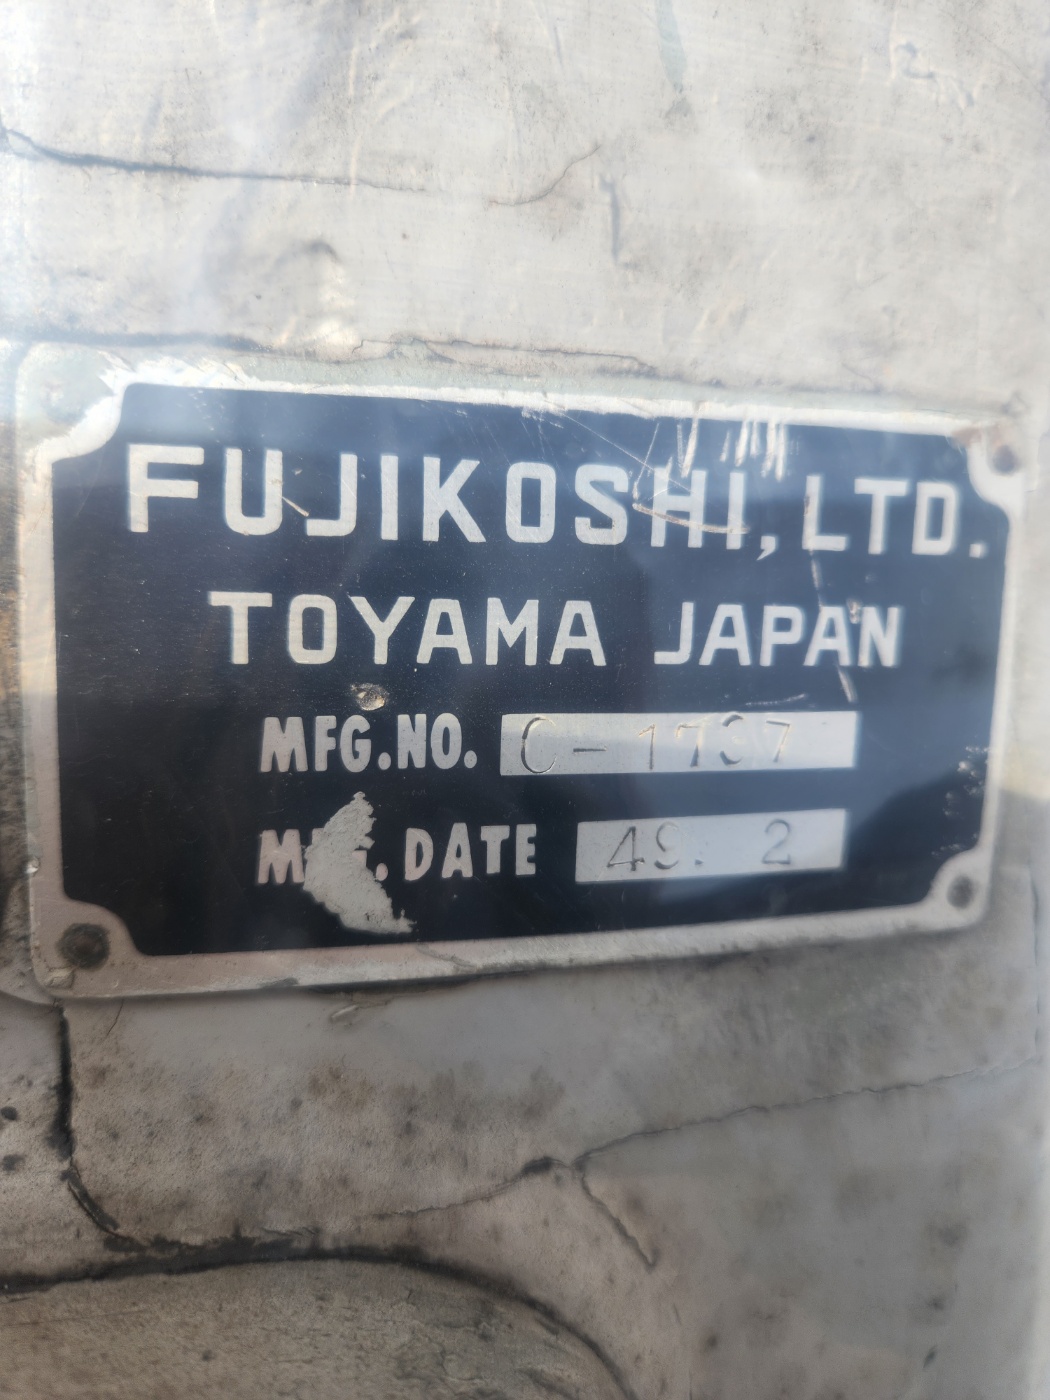 FUJIKOSHI, LTD.
TOYAMA JAPAN
MFG.NO. C-1737
DATE 49. 2